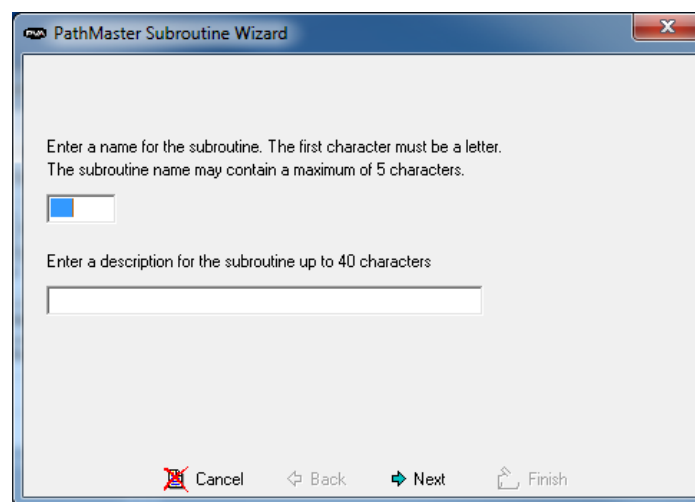 PVA PathMaster Subroutine Wizard
Enter a name for the subroutine. The first character must be a letter.
The subroutine name may contain a maximum of 5 characters.
Enter a description for the subroutine up to 40 characters
Cancel Back Next Finish